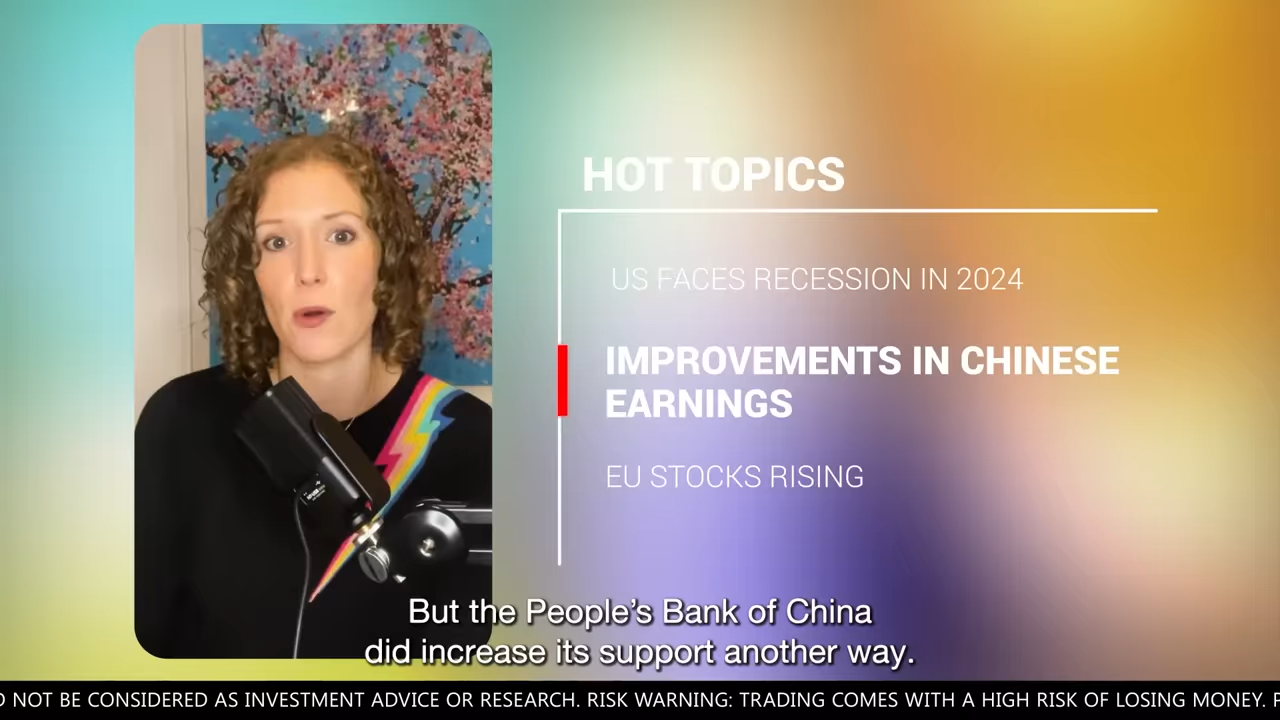 HOT TOPICS
US FACES RECESSION IN 2024
IMPROVEMENTS IN CHINESE
EARNINGS
EU STOCKS RISING
But the People's Bank of China
did increase its support another way.
NOT BE CONSIDERED AS INVESTMENT ADVICE OR RESEARCH. RISK WARNING: TRADING COMES WITH A HIGH RISK OF LOSING MONEY.